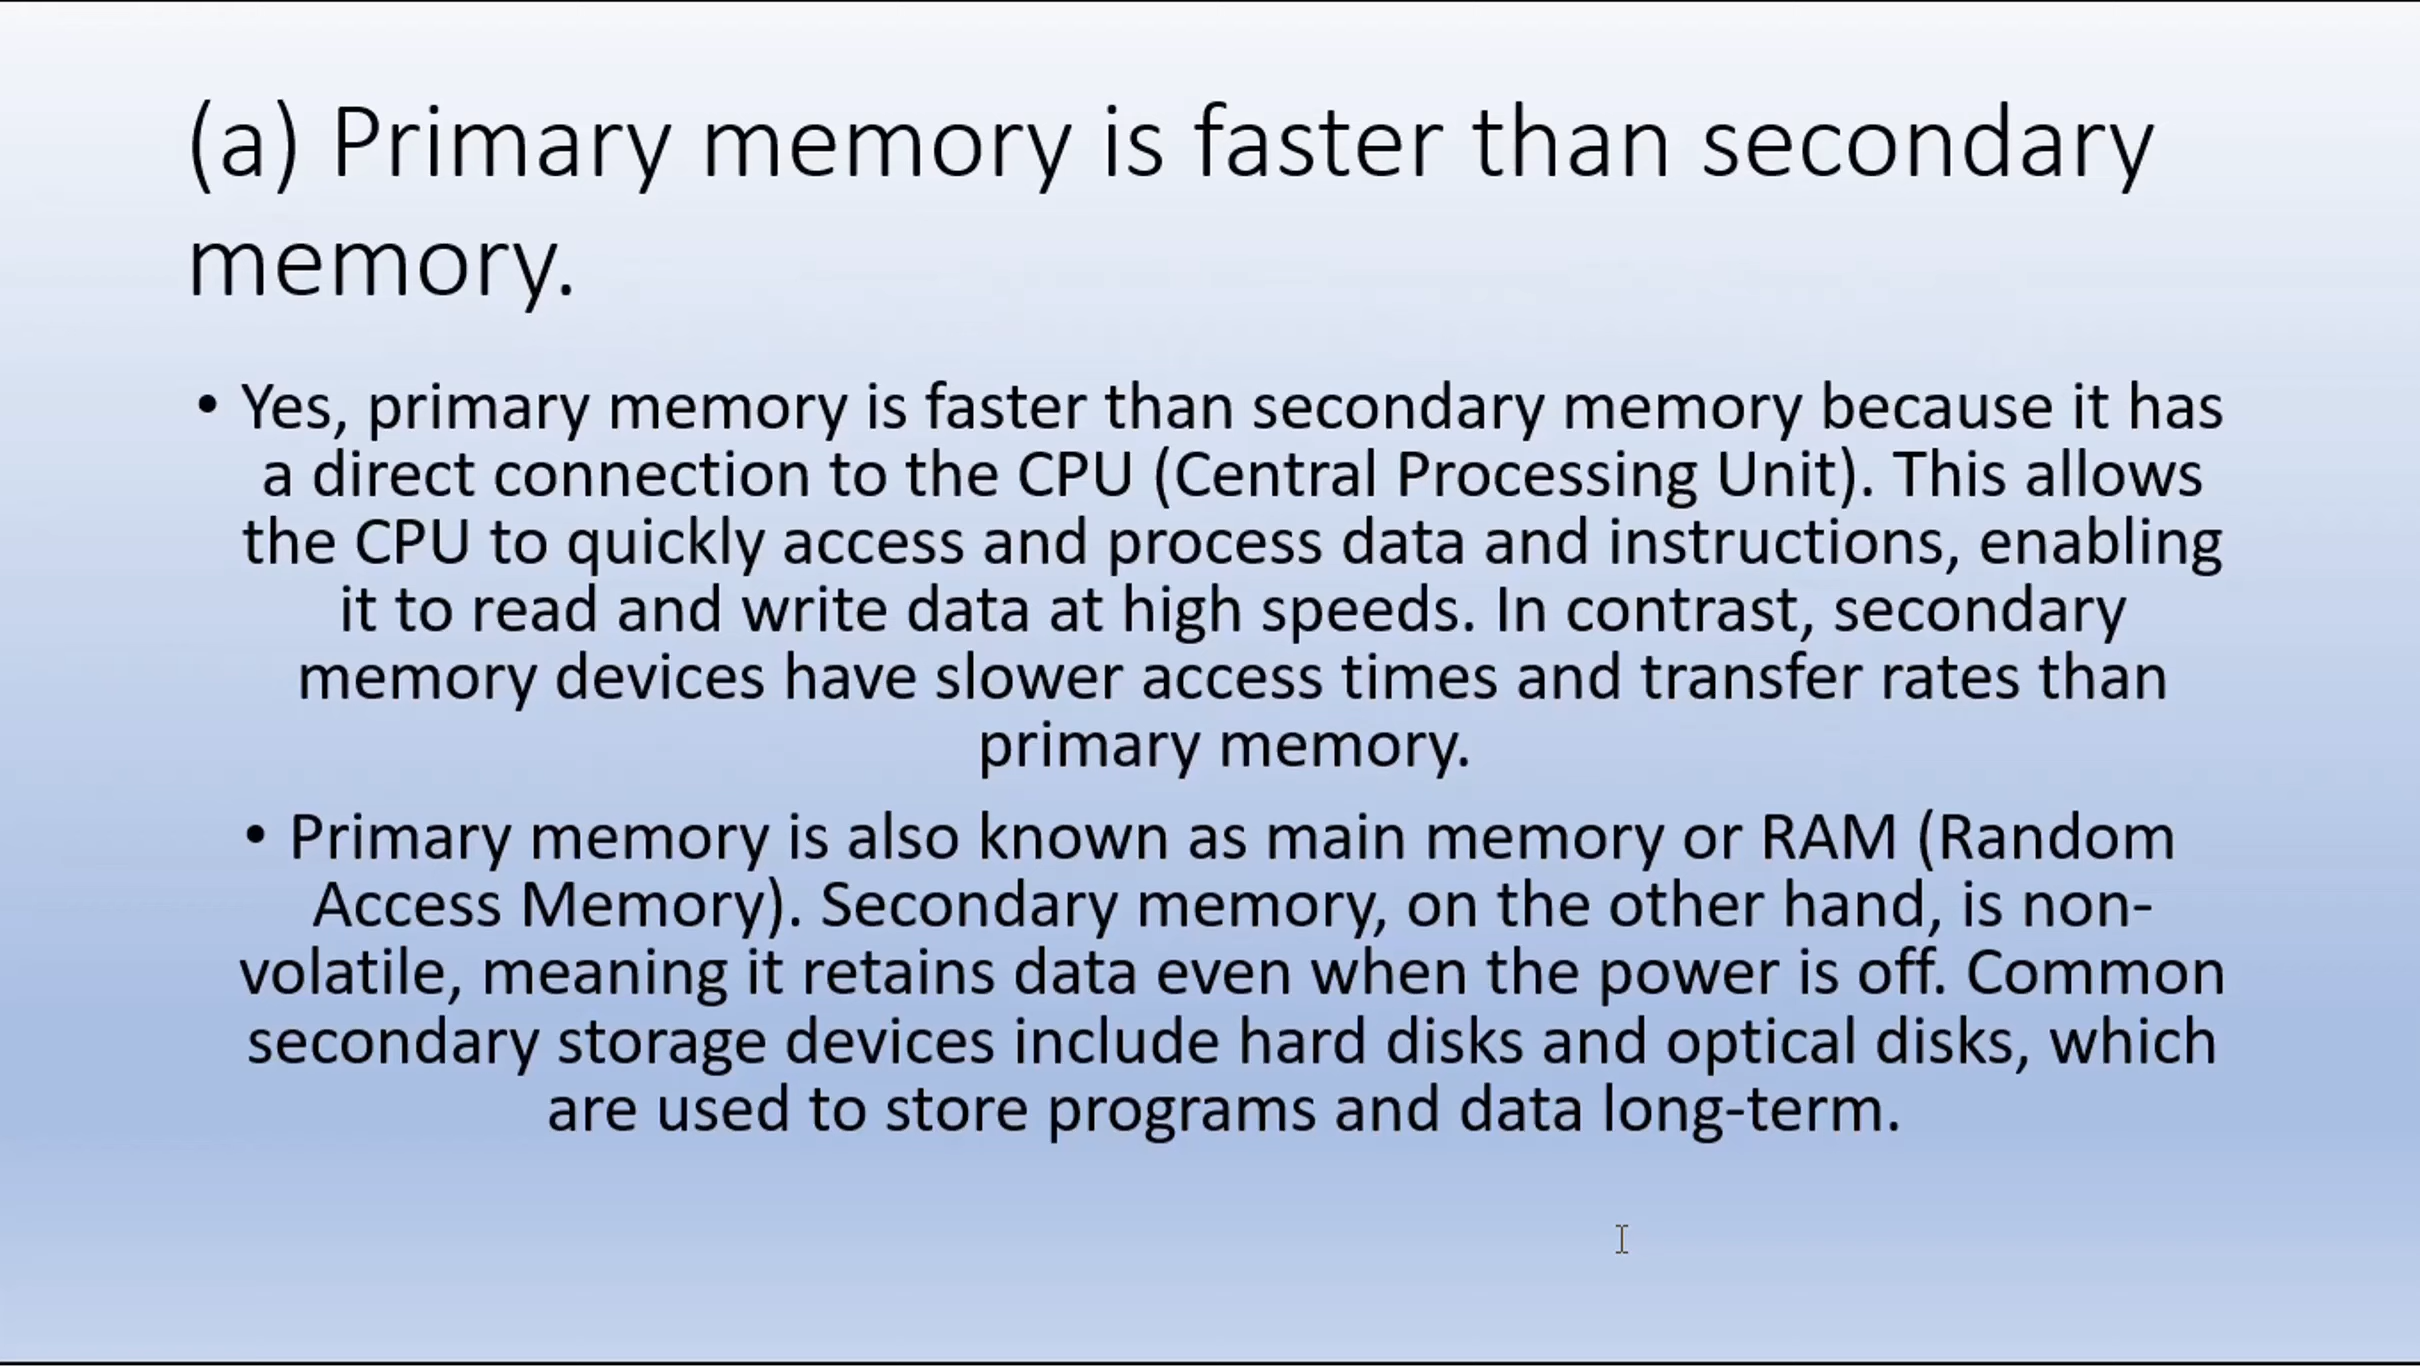 (a) Primary memory is faster than secondary
memory.
• Yes, primary memory is faster than secondary memory because it has
a direct connection to the CPU (Central Processing Unit). This allows
the CPU to quickly access and process data and instructions, enabling
it to read and write data at high speeds. In contrast, secondary
memory devices have slower access times and transfer rates than
primary memory.
• Primary memory is also known as main memory or RAM (Random
Access Memory). Secondary memory, on the other hand, is non-
volatile, meaning it retains data even when the power is off. Common
secondary storage devices include hard disks and optical disks, which
are used to store programs and data long-term.